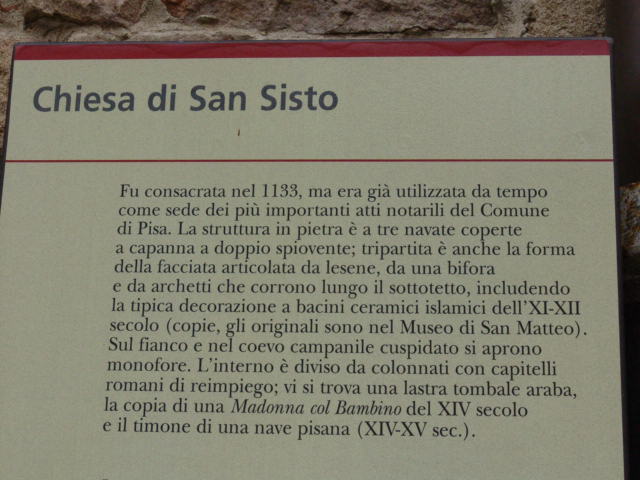 Chiesa di San Sisto
Fu consacrata nel 1133, ma era già utilizzata da tempo
come sede dei più importanti atti notarili del Comune
di Pisa. La struttura in pietra è a tre navate coperte
a capanna a doppio spiovente; tripartita è anche la forma
della facciata articolata da lesene, da una bifora
e da archetti che corrono lungo il sottotetto, includendo
la tipica decorazione a bacini ceramici islamici dell'XI-XII
secolo (copie, gli originali sono nel Museo di San Matteo).
Sul fianco e nel coevo campanile cuspidato si aprono
monofore. L'interno è diviso da colonnati con capitelli
romani di reimpiego; vi si trova una lastra tombale araba,
la copia di una Madonna col Bambino del XIV secolo
e il timone di una nave pisana (XIV-XV sec.).